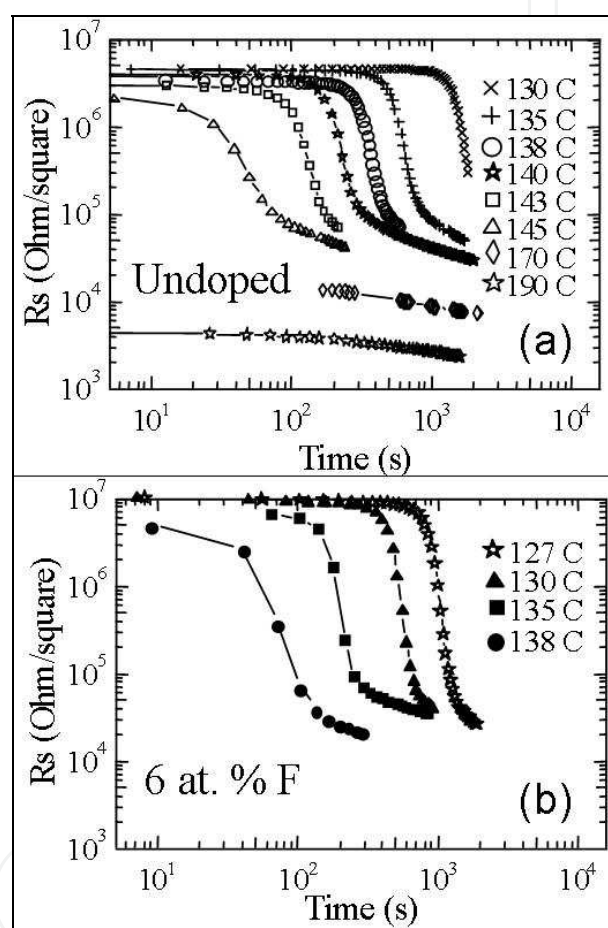 10^7
10^6
10^5
10^4
10^3
Rs (Ohm/square)
130 C
135 C
138 C
140 C
143 C
145 C
170 C
190 C
Undoped
(a)
10^1
10^2
10^3
10^4
Time (s)
10^7
10^6
10^5
10^4
10^3
Rs (Ohm/square)
127 C
130 C
135 C
138 C
6 at. % F
(b)
10^1
10^2
10^3
10^4
Time (s)